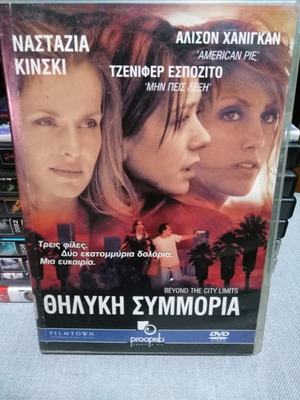 ΝΑΣΤΑΖΙΑ
ΚΙΝΣΚΙ
ΑΛΙΣΟΝ ΧΑΝΙΓΚΑΝ
'AMERICAN PIE'
ΤΖΕΝΙΦΕΡ ΕΣΠΟΖΙΤΟ
'ΜΗΝ ΠΕΙΣ ΛΕΞΗ'
Τρεις φίλες.
Δύο εκατομμύρια δολάρια.
Μια ευκαιρία.
BEYOND THE CITY LIMITS
ΘΗΛΥΚΗ ΣΥΜΜΟΡΙΑ
FILMTOWN
prooptiki
DVD